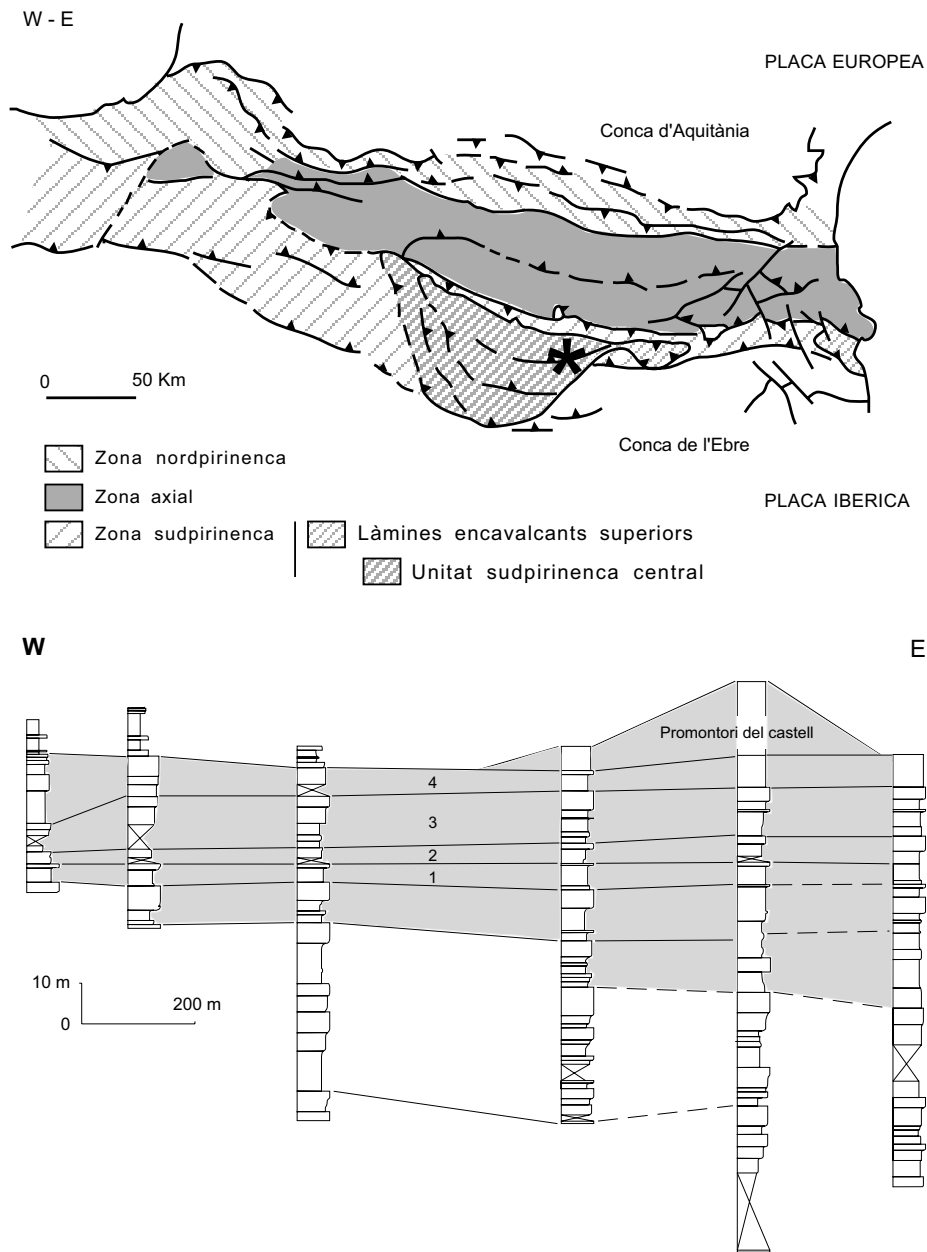 W - E
PLACA EUROPEA
Conca d'Aquitània
0 50 Km
Conca de l'Ebre
Zona nordpirinenca
Zona axial
PLACA IBERICA
Zona sudpirinenca
Làmines encavalcants superiors
Unitat sudpirinenca central
W
E
Promontori del castell
4
3
2
1
10 m
200 m
0